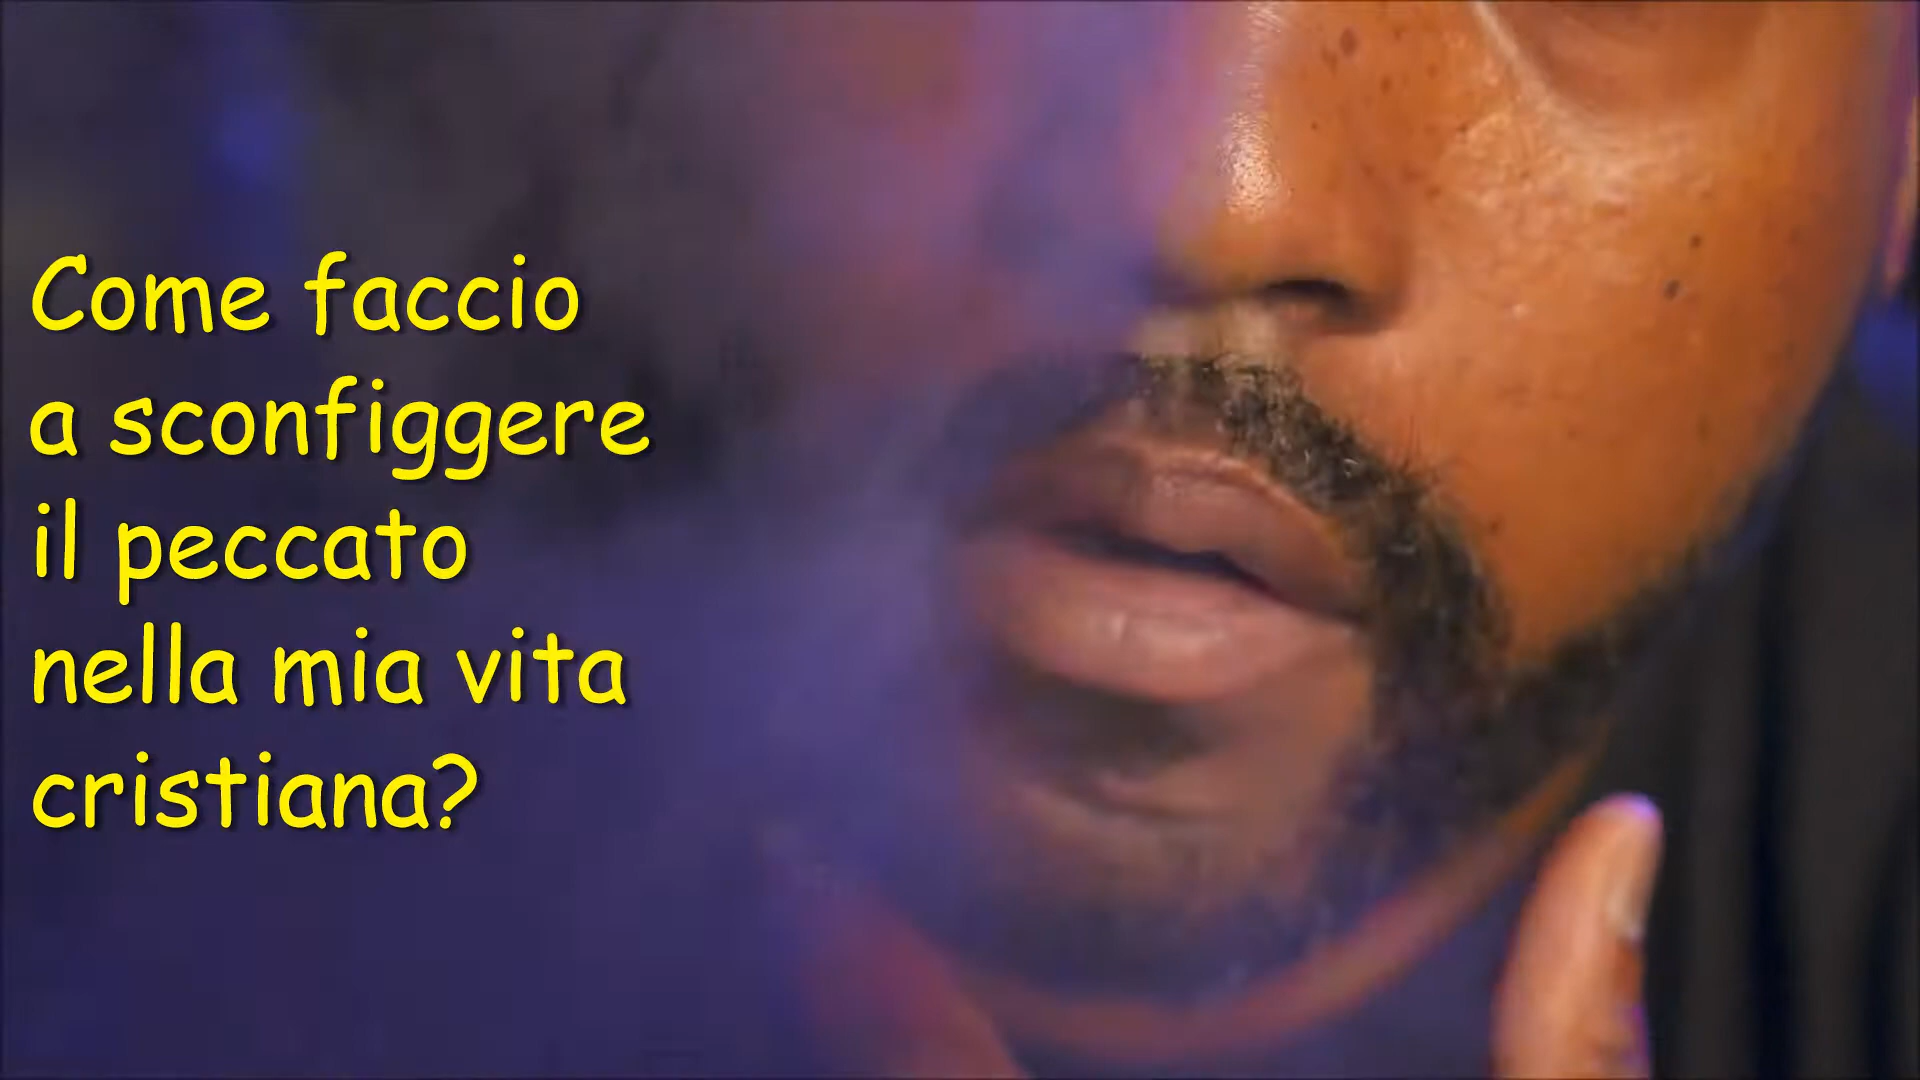 Come faccio
a sconfiggere
il peccato
nella mia vita
cristiana?